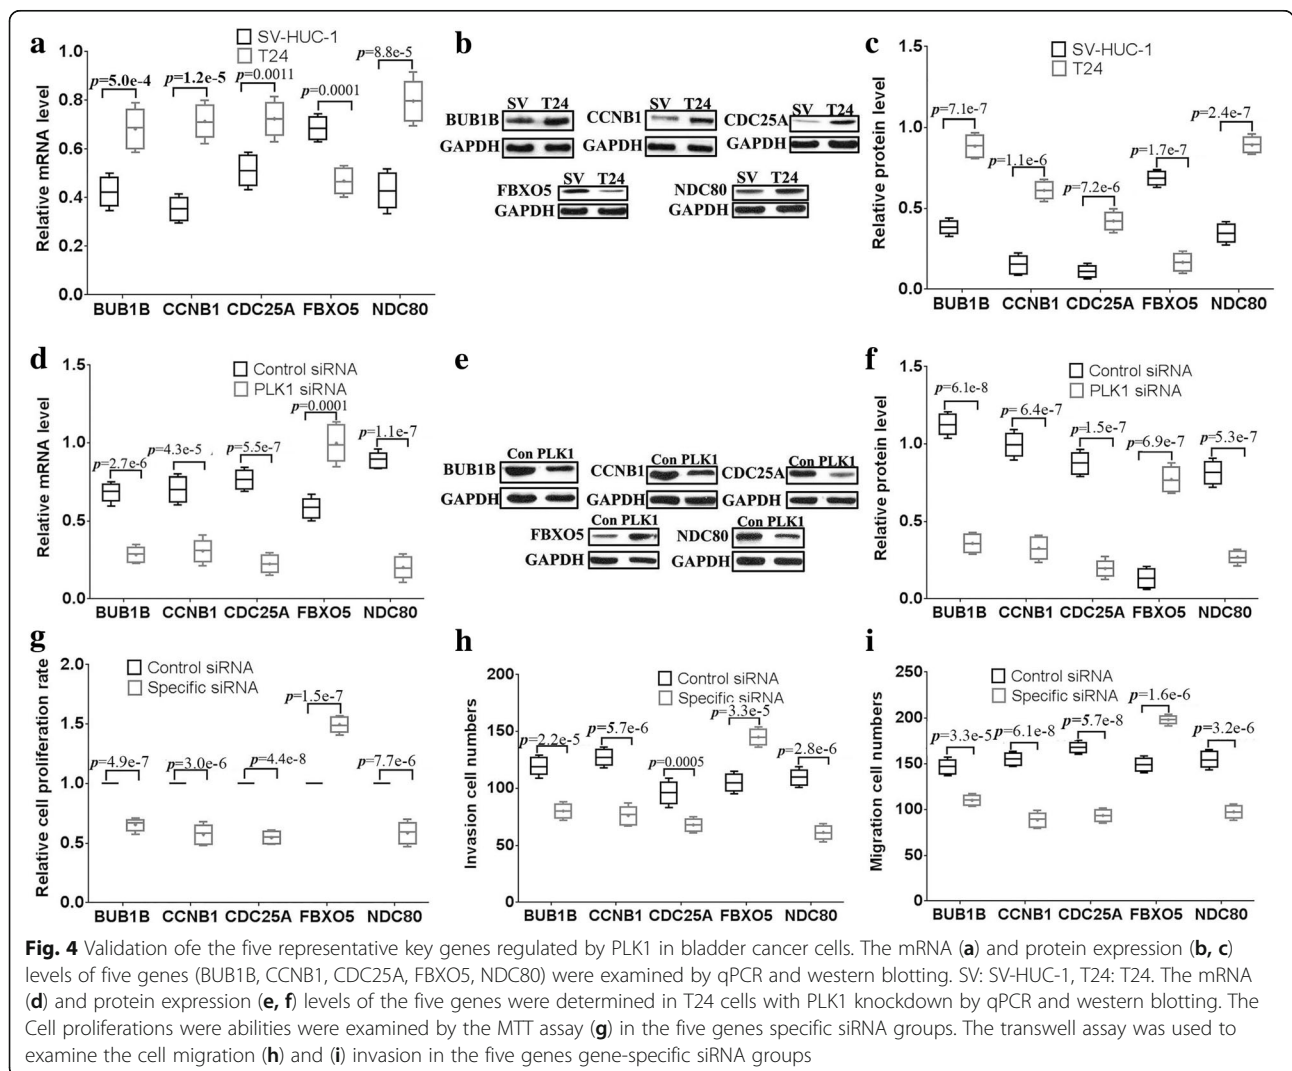 a
SV-HUC-1
T24
Relative mRNA level
1.0
0.8
0.6
0.4
0.2
0.0
p=5.0e-4
p=1.2e-5
p=0.0011
p=0.0001
p=8.8e-5
BUB1B CCNB1 CDC25A FBXO5 NDC80
b
SV T24 SV T24 SV T24
BUB1B CCNB1 CDC25A
GAPDH GAPDH GAPDH
SV T24 SV T24
FBXO5 NDC80
GAPDH GAPDH
c
SV-HUC-1
T24
Relative protein level
1.5
1.0
0.5
0.0
p=7.1e-7
p=1.1e-6
p=7.2e-6
p=1.7e-7
p=2.4e-7
BUB1B CCNB1 CDC25A FBXO5 NDC80
d
Control siRNA
PLK1 siRNA
Relative mRNA level
1.5
1.0
0.5
0.0
p=2.7e-6
p=4.3e-5
p=5.5e-7
p=0.0001
p=1.1e-7
BUB1B CCNB1 CDC25A FBXO5 NDC80
e
Con PLK1 Con PLK1 Con PLK1
BUB1B CCNB1 CDC25A
GAPDH GAPDH GAPDH
Con PLK1 Con PLK1
FBXO5 NDC80
GAPDH GAPDH
f
Control siRNA
PLK1 siRNA
Relative protein level
1.5
1.0
0.5
0.0
p=6.1e-8
p=6.4e-7
p=1.5e-7
p=6.9e-7
p=5.3e-7
BUB1B CCNB1 CDC25A FBXO5 NDC80
g
Control siRNA
Specific siRNA
Relative cell proliferation rate
2.0
1.5
1.0
0.5
0.0
p=4.9e-7
p=3.0e-6
p=4.4e-8
p=1.5e-7
p=7.7e-6
BUB1B CCNB1 CDC25A FBXO5 NDC80
h
Control siRNA
Specific siRNA
Invasion cell numbers
200
150
100
50
0
p=2.2e-5
p=5.7e-6
p=0.0005
p=3.3e-5
p=2.8e-6
BUB1B CCNB1 CDC25A FBXO5 NDC80
i
Control siRNA
Specific siRNA
Migration cell numbers
250
200
150
100
50
0
p=3.3e-5
p=6.1e-8
p=5.7e-8
p=1.6e-6
p=3.2e-6
BUB1B CCNB1 CDC25A FBXO5 NDC80
Fig. 4 Validation ofe the five representative key genes regulated by PLK1 in bladder cancer cells. The mRNA (a) and protein expression (b, c)
levels of five genes (BUB1B, CCNB1, CDC25A, FBXO5, NDC80) were examined by qPCR and western blotting. SV: SV-HUC-1, T24: T24. The mRNA
(d) and protein expression (e, f) levels of the five genes were determined in T24 cells with PLK1 knockdown by qPCR and western blotting. The
Cell proliferations were abilities were examined by the MTT assay (g) in the five genes specific siRNA groups. The transwell assay was used to
examine the cell migration (h) and (i) invasion in the five genes gene-specific siRNA groups